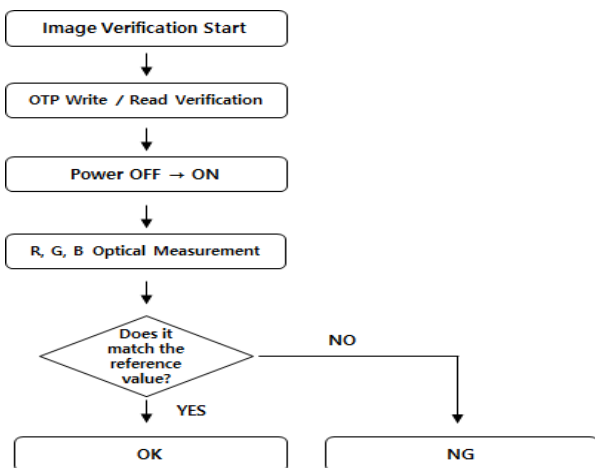 Image Verification Start
OTP Write / Read Verification
Power OFF → ON
R, G, B Optical Measurement
Does it
match the
reference
value?
NO
YES
OK
NG